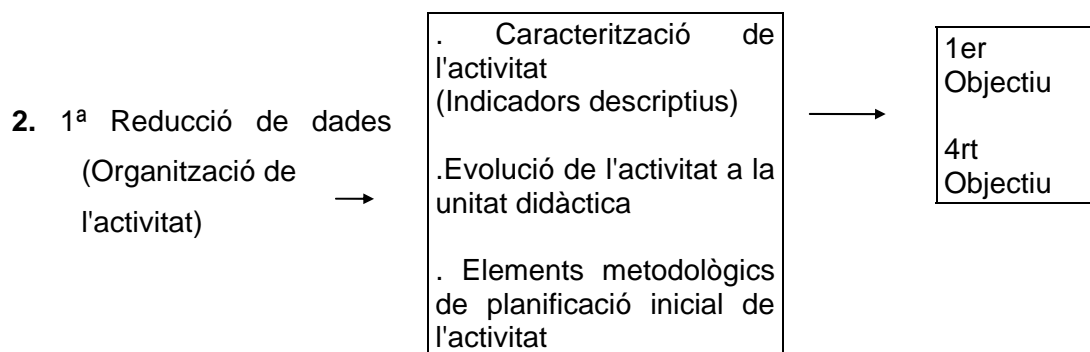 2. 1ª Reducció de dades
(Organització de
l'activitat)
. Caracterització de
l'activitat
(Indicadors descriptius)
.Evolució de l'activitat a la
unitat didàctica
. Elements metodològics
de planificació inicial de
l'activitat
1er
Objectiu
4rt
Objectiu